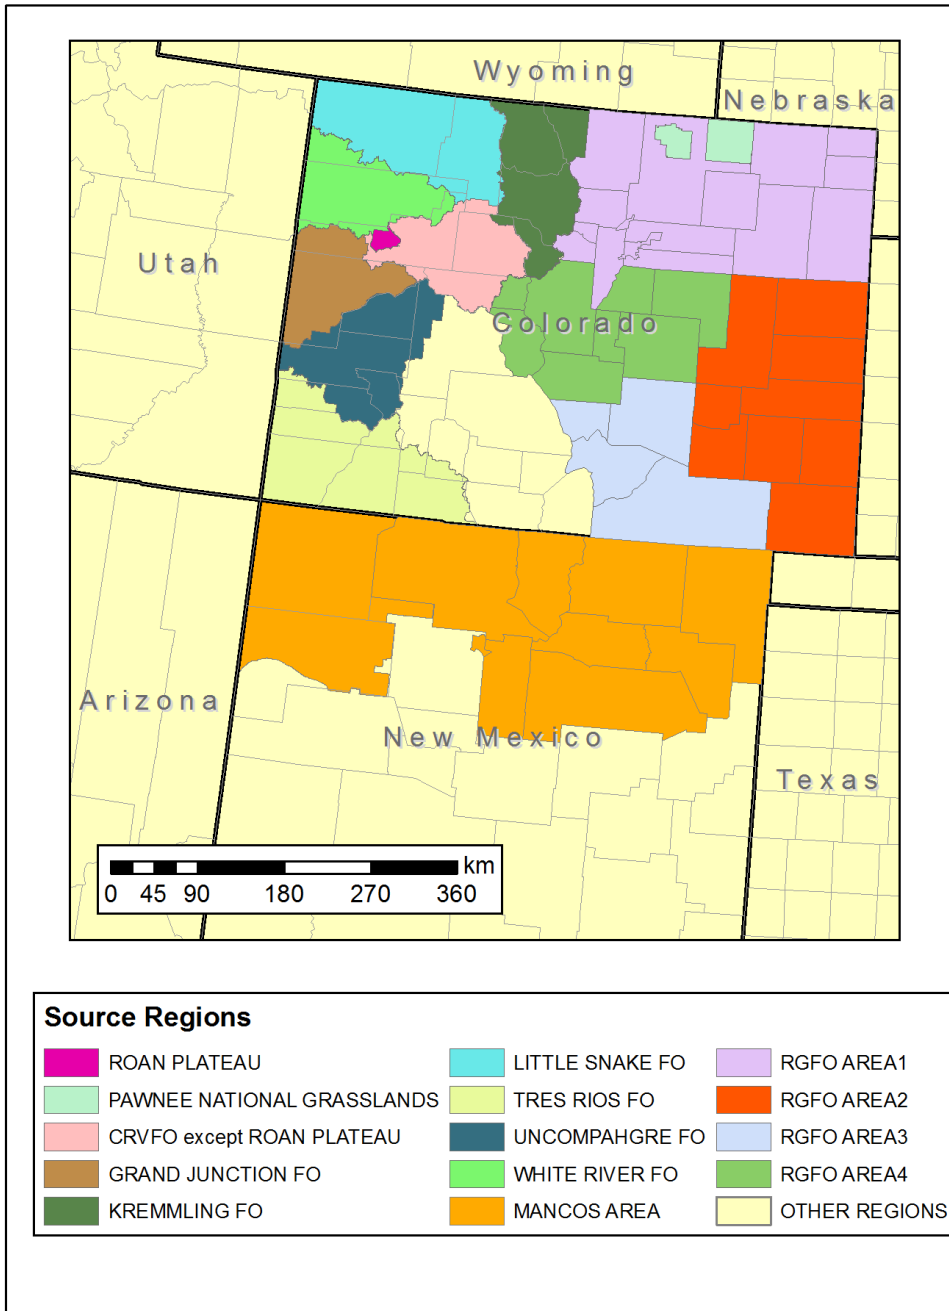 Wyoming
Nebraska
Utah
Colorado
Arizona
New Mexico
Texas
km
0 45 90 180 270 360
Source Regions
ROAN PLATEAU
LITTLE SNAKE FO
RGFO AREA1
PAWNEE NATIONAL GRASSLANDS
TRES RIOS FO
RGFO AREA2
CRVFO except ROAN PLATEAU
UNCOMPAHGRE FO
RGFO AREA3
GRAND JUNCTION FO
WHITE RIVER FO
RGFO AREA4
KREMMLING FO
MANCOS AREA
OTHER REGIONS